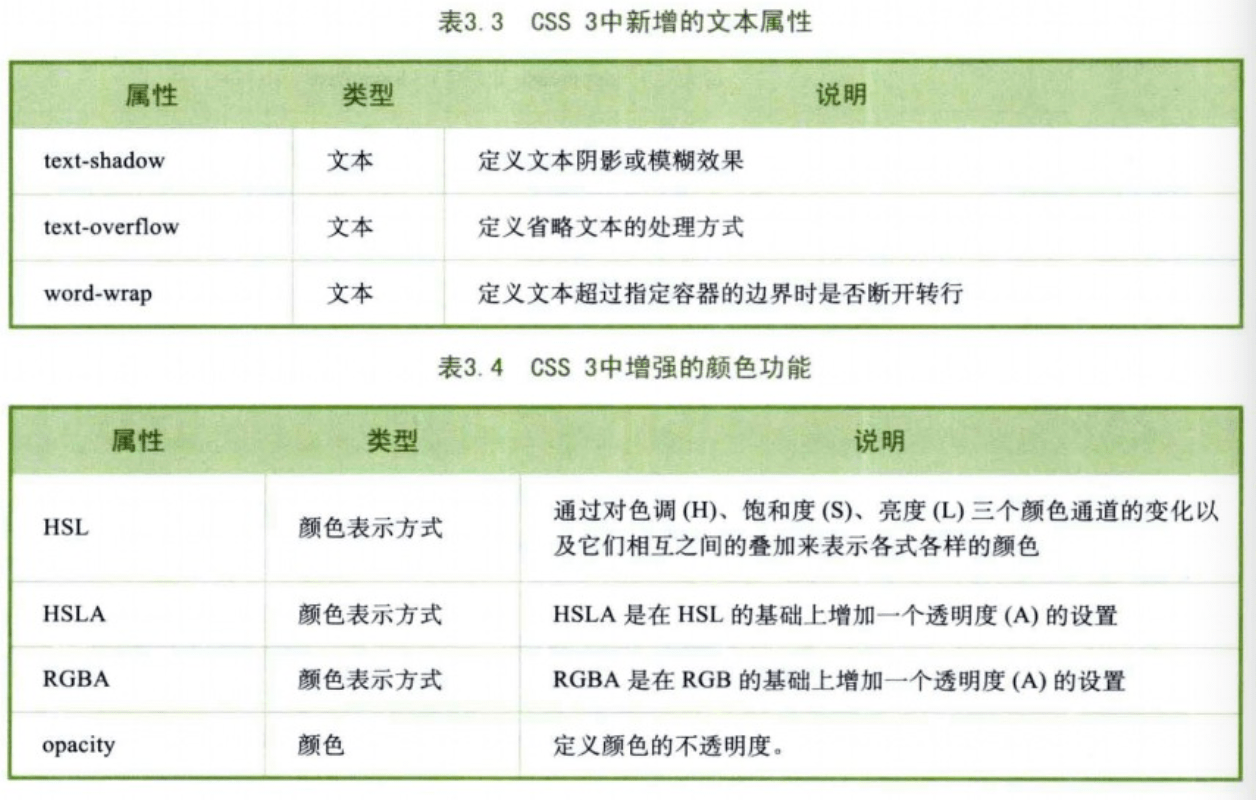 表3.3 CSS 3中新增的文本属性
属性 类型 说明
text-shadow 文本 定义文本阴影或模糊效果
text-overflow 文本 定义省略文本的处理方式
word-wrap 文本 定义文本超过指定容器的边界时是否断开转行
表3.4 CSS 3中增强的颜色功能
属性 类型 说明
HSL 颜色表示方式 通过对色调 (H)、饱和度 (S)、亮度 (L) 三个颜色通道的变化以
及它们相互之间的叠加来表示各式各样的颜色
HSLA 颜色表示方式 HSLA 是在 HSL 的基础上增加一个透明度 (A) 的设置
RGBA 颜色表示方式 RGBA 是在 RGB 的基础上增加一个透明度 (A) 的设置
opacity 颜色 定义颜色的不透明度。